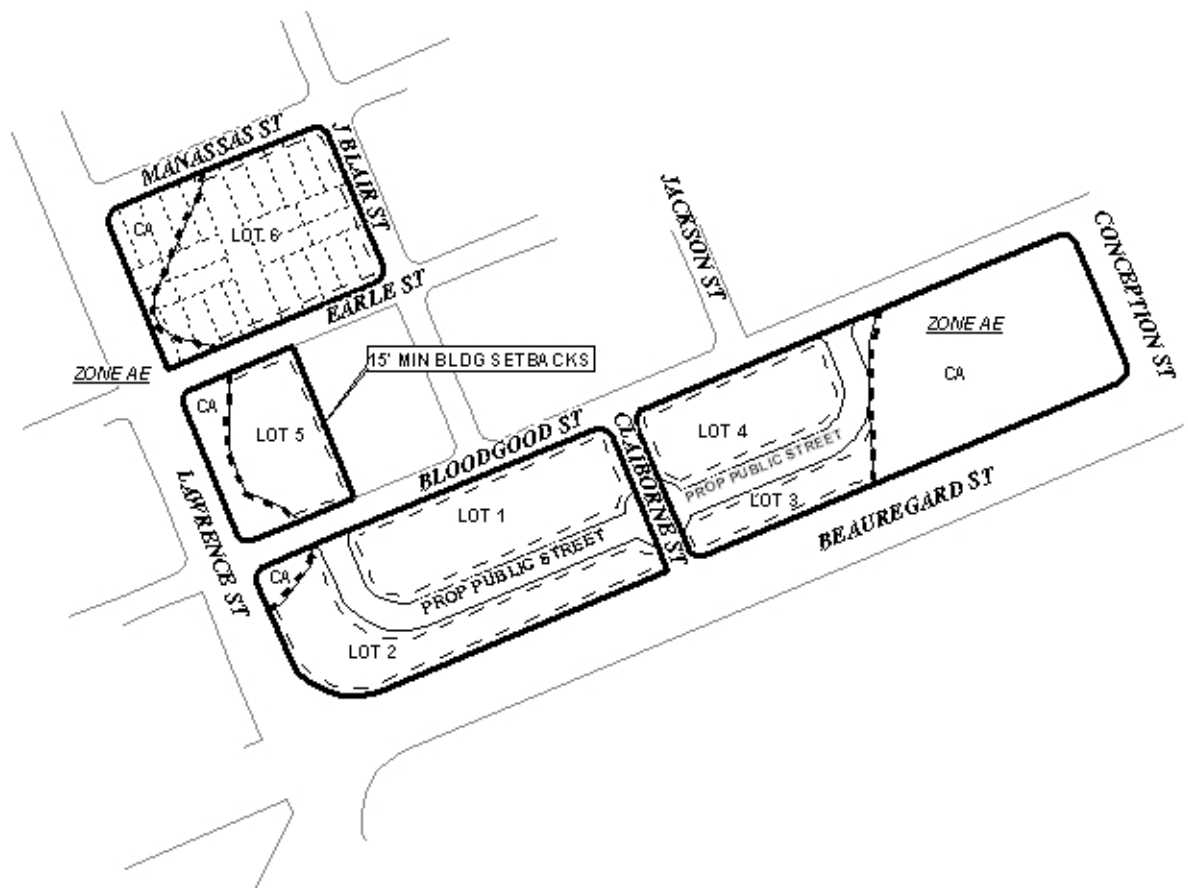 MANASSAS ST
J BLAIR ST
CA
LOT 6
EARLE ST
JACKSON ST
CONCEPTION ST
ZONE AE
ZONE AE
15' MIN BLDG SETBACKS
CA
CA
LOT 5
BLOODGOOD ST
CLAIBORNE ST
LOT 4
PROP PUBLIC STREET
LOT 3
BEAUREGARD ST
LAWRENCE ST
LOT 1
CA
PROP PUBLIC STREET
LOT 2